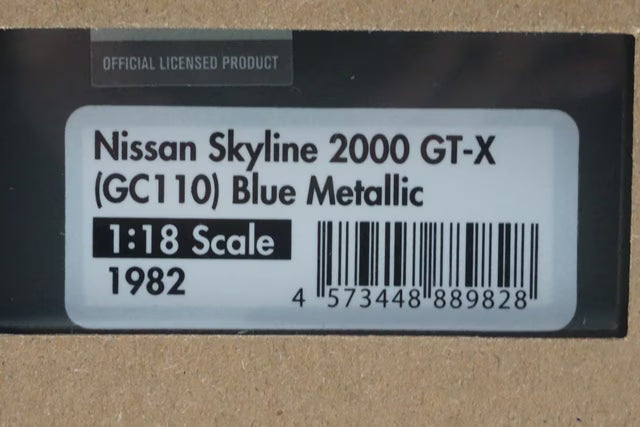 OFFICIAL LICENSED PRODUCT
Nissan Skyline 2000 GT-X
(GC110) Blue Metallic
1:18 Scale
1982
4 573448 889828